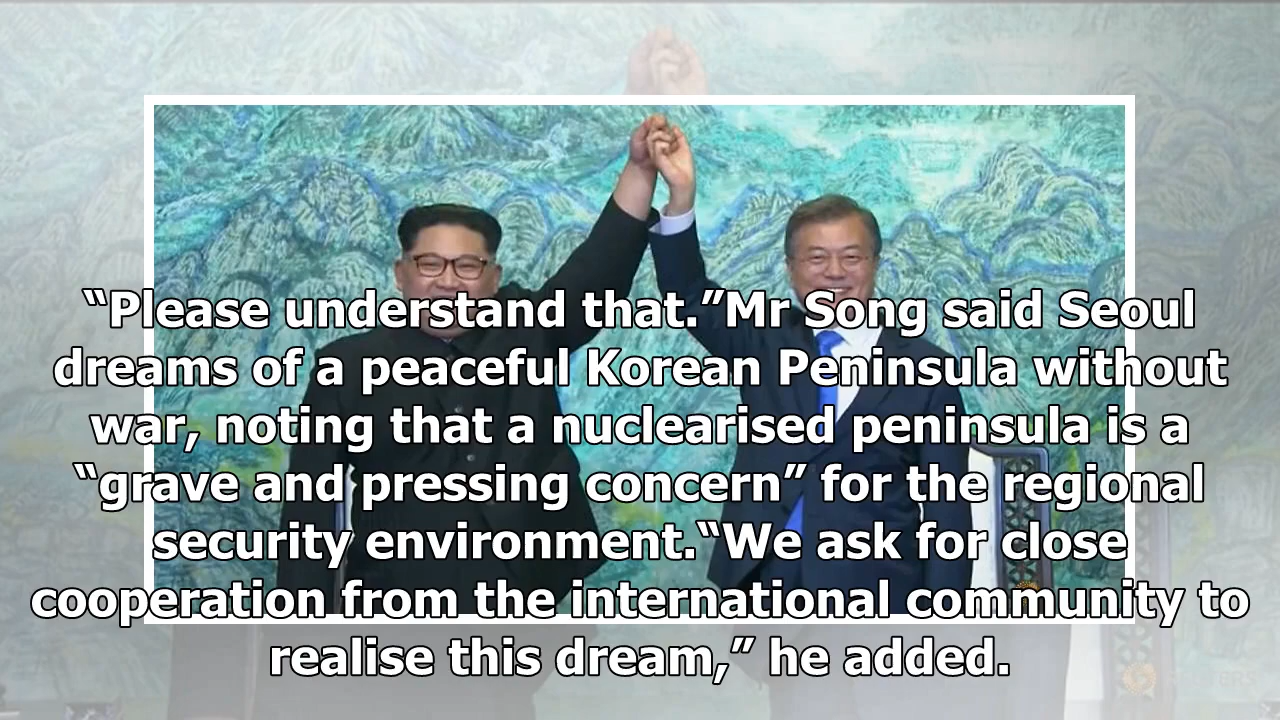 “Please understand that.”Mr Song said Seoul
dreams of a peaceful Korean Peninsula without
war, noting that a nuclearised peninsula is a
“grave and pressing concern” for the regional
security environment.“We ask for close
cooperation from the international community to
realise this dream,” he added.